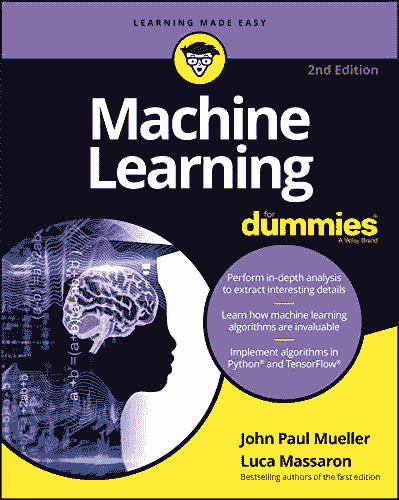 LEARNING MADE EASY
2nd Edition
Machine
Learning
for
dummies®
A Wiley Brand
Perform in-depth analysis
to extract interesting details
Learn how machine learning
algorithms are invaluable
Implement algorithms in
Python® and TensorFlow®
John Paul Mueller
Luca Massaron
Bestselling authors of the first edition